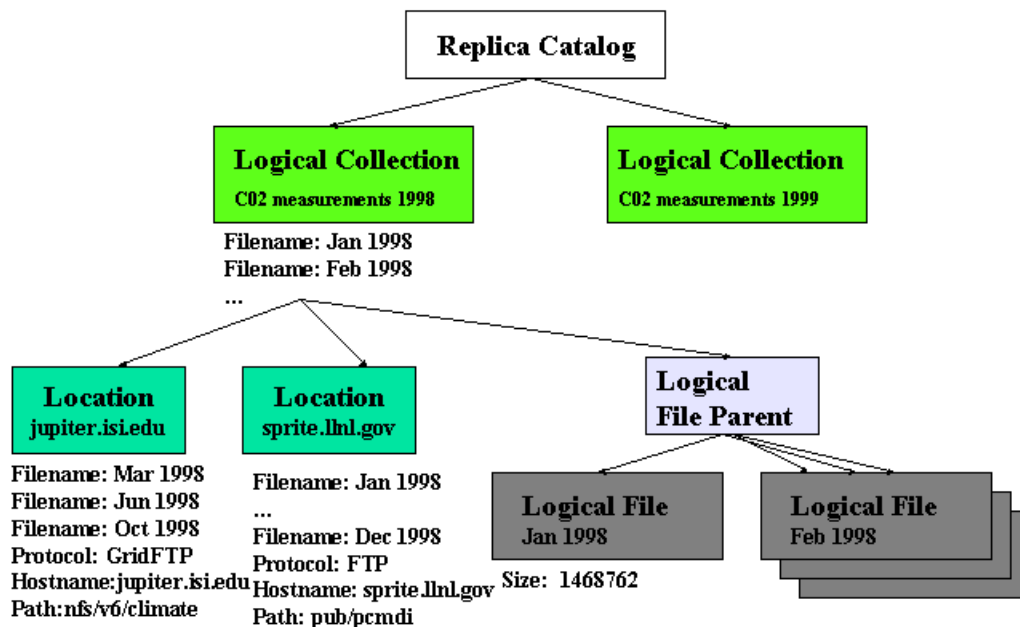 Replica Catalog
Logical Collection
C02 measurements 1998
Logical Collection
C02 measurements 1999
Filename: Jan 1998
Filename: Feb 1998
...
Location
jupiter.isi.edu
Location
sprite.llnl.gov
Logical
File Parent
Filename: Mar 1998
Filename: Jun 1998
Filename: Oct 1998
Protocol: GridFTP
Hostname:jupiter.isi.edu
Path:nfs/v6/climate
Filename: Jan 1998
...
Filename: Dec 1998
Protocol: FTP
Hostname: sprite.llnl.gov
Path: pub/pcmdi
Logical File
Jan 1998
Size: 1468762
Logical File
Feb 1998